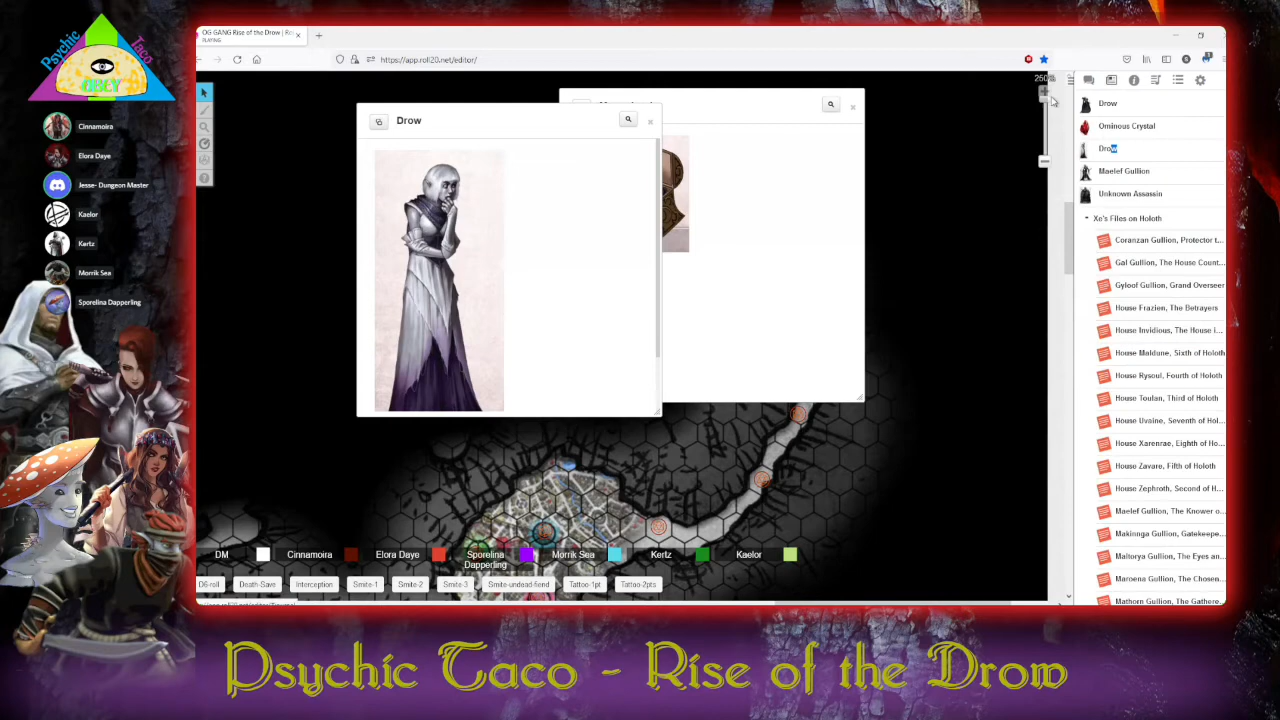 Psychic Taco
OBEY
OG GANG Rise of the Drow | Ro
PLAYING
https://app.roll20.net/editor/
Cinnamoira
Elora Daye
Jesse- Dungeon Master
Kaelor
Kertz
Morrik Sea
Sporelina Dapperling
Drow
250%
Drow
Ominous Crystal
Drow
Maelef Gullion
Unknown Assassin
Xe's Files on Holoth
Coranzan Gullion, Protector t...
Gal Gullion, The House Count...
Gyloof Gullion, Grand Overseer
House Frazien, The Betrayers
House Invidious, The House i...
House Maldune, Sixth of Holoth
House Rysoul, Fourth of Holoth
House Toulan, Third of Holoth
House Uvaine, Seventh of Hol...
House Xarenrae, Eighth of Ho...
House Zavare, Fifth of Holoth
House Zephroth, Second of H...
Maelef Gullion, The Knower o...
Makinnga Gullion, Gatekeepe...
Maltorya Gullion, The Eyes an...
Maroena Gullion, The Chosen...
Mathorn Gullion, The Gathere...
DM Cinnamoira Elora Daye Sporelina Morrik Sea Kertz Kaelor
Dapperling
D6-roll Death-Save Interception Smite-1 Smite-2 Smite-3 Smite-undead-fiend Tattoo-1pt Tattoo-2pts
Psychic Taco - Rise of the Drow